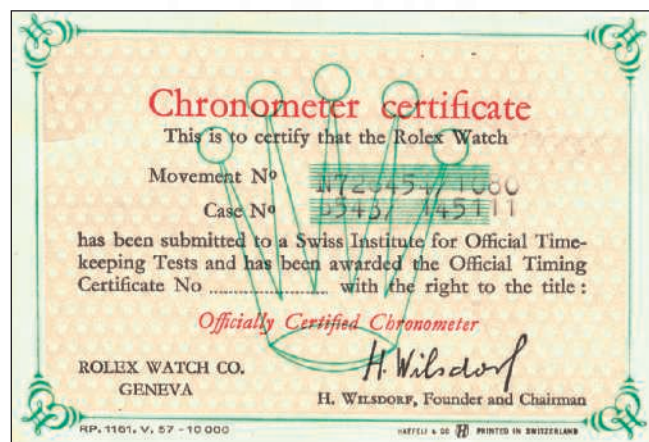 Chronometer certificate
This is to certify that the Rolex Watch
Movement Nº
Case Nº 145111
has been submitted to a Swiss Institute for Official Time-
keeping Tests and has been awarded the Official Timing
Certificate No .................... with the right to the title :
Officially Certified Chronometer
H. Wilsdorf
ROLEX WATCH CO.
GENEVA
H. WILSDORF, Founder and Chairman
RP. 1161. V. 57 - 10 000
HAEFELI & CO H PRINTED IN SWITZERLAND